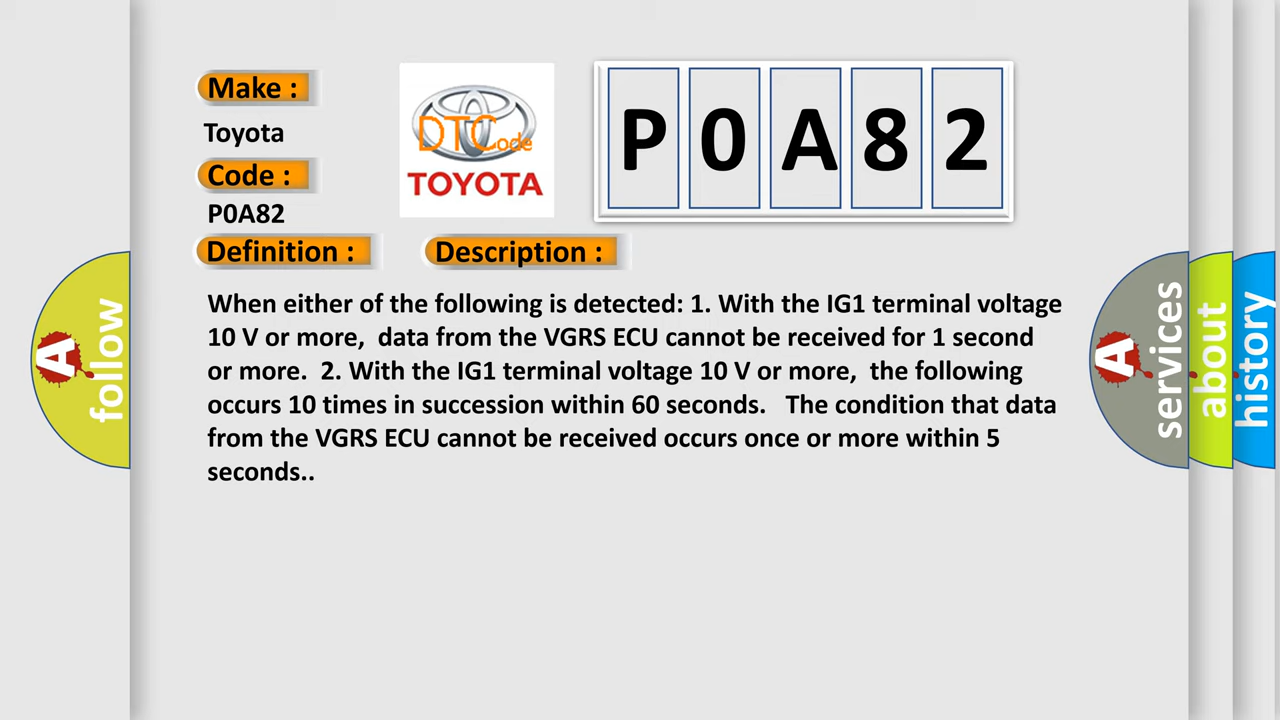 Make :
Toyota
Code :
P0A82
Definition :
Description :
DTCode
TOYOTA
P 0 A 8 2
When either of the following is detected: 1. With the IG1 terminal voltage
10 V or more,  data from the VGRS ECU cannot be received for 1 second
or more.  2. With the IG1 terminal voltage 10 V or more,  the following
occurs 10 times in succession within 60 seconds.   The condition that data
from the VGRS ECU cannot be received occurs once or more within 5
seconds..
A follow
A services
about
history